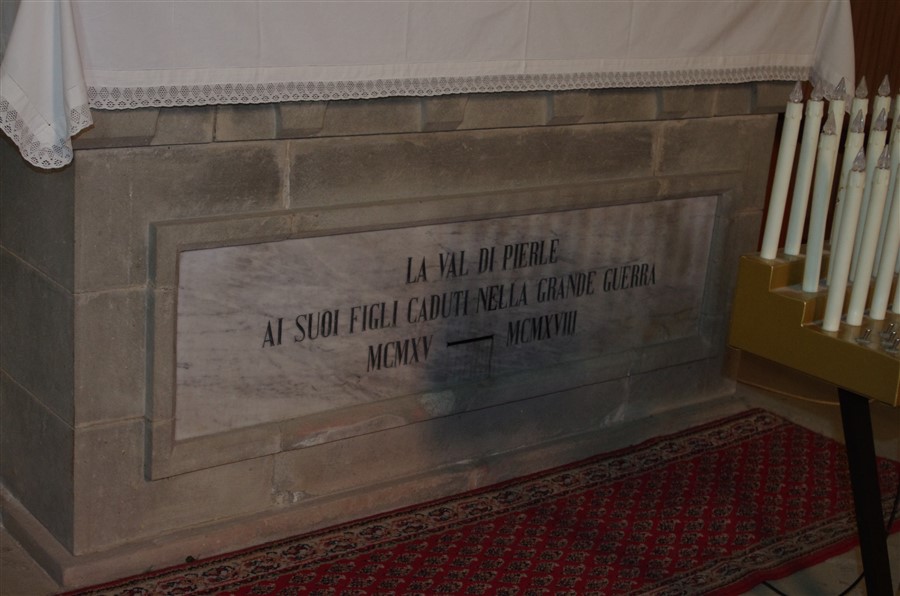 LA VAL DI PIERLE
AI SUOI FIGLI CADUTI NELLA GRANDE GUERRA
MCMXV — MCMXVIII